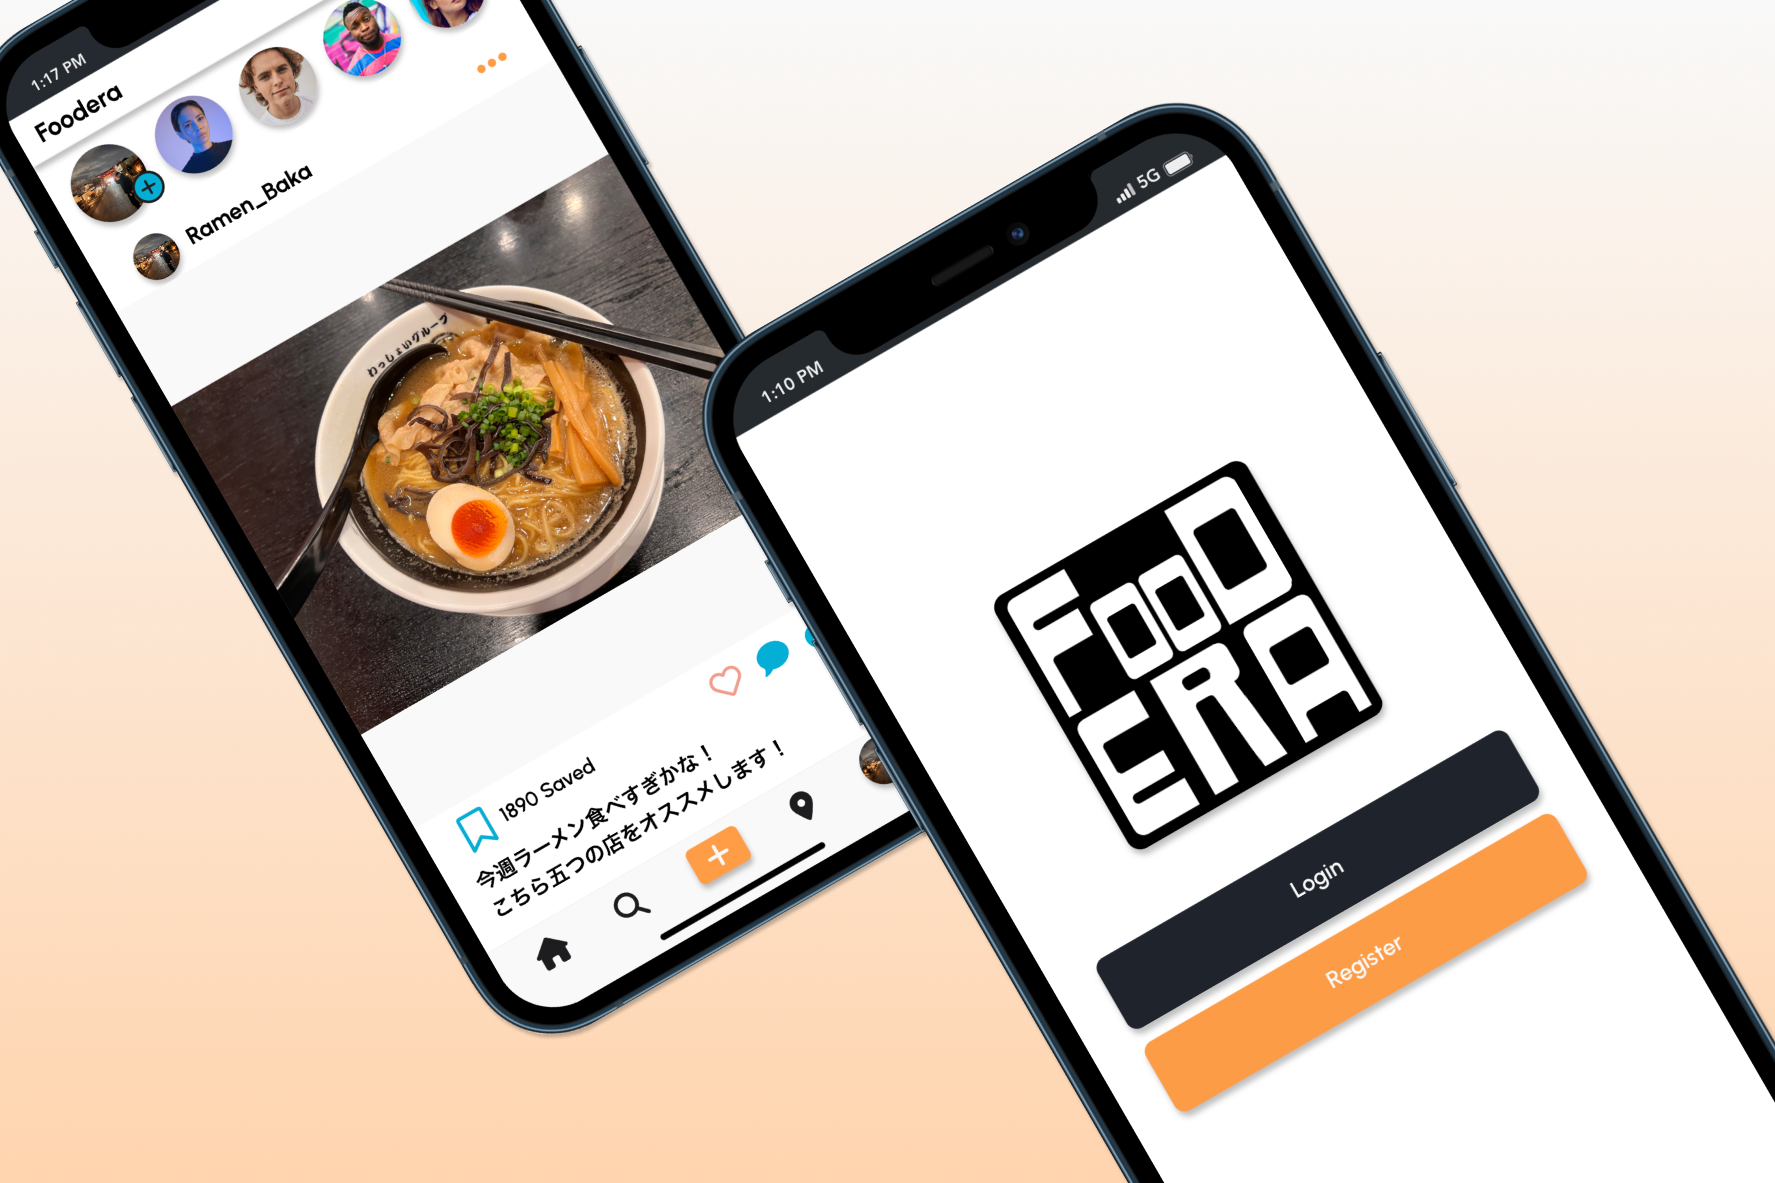 1:17 PM
Foodera
Ramen_Baka
わっしょいグループ
1890 Saved
今週ラーメン食べすぎかな！
こちら五つの店をオススメします！
1:10 PM
5G
FOOD
ERA
Login
Register